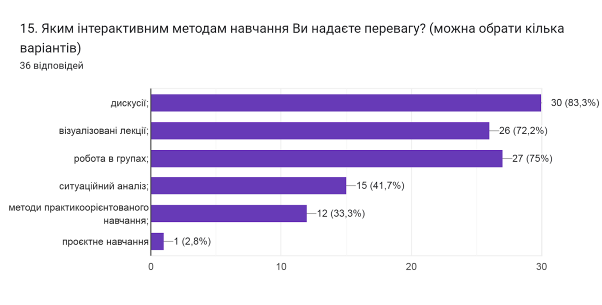 15. Яким інтерактивним методам навчання Ви надаєте перевагу? (можна обрати кілька
варіантів)
36 відповідей
дискусії;
30 (83,3%)
візуалізовані лекції;
26 (72,2%)
робота в групах;
27 (75%)
ситуаційний аналіз;
15 (41,7%)
методи практикоорієнтованого
навчання;
12 (33,3%)
проєктне навчання
1 (2,8%)
0 10 20 30